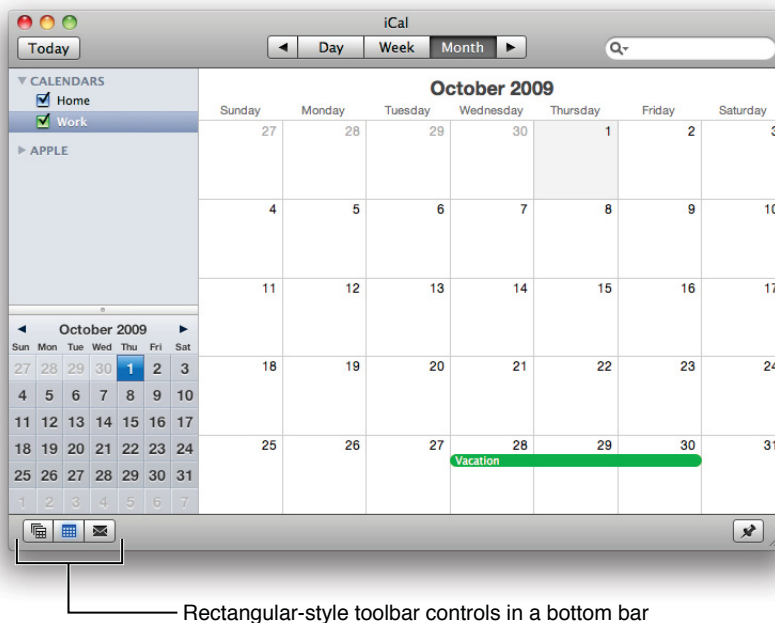 iCal
Today
Day Week Month
CALENDARS
Home
Work
APPLE
October 2009
Sunday Monday Tuesday Wednesday Thursday Friday Saturday
27 28 29 30 1 2 3
4 5 6 7 8 9 10
11 12 13 14 15 16 17
18 19 20 21 22 23 24
25 26 27 28 29 30 31
Vacation
October 2009
Sun Mon Tue Wed Thu Fri Sat
27 28 29 30 1 2 3
4 5 6 7 8 9 10
11 12 13 14 15 16 17
18 19 20 21 22 23 24
25 26 27 28 29 30 31
1 2 3 4 5 6 7
Rectangular-style toolbar controls in a bottom bar